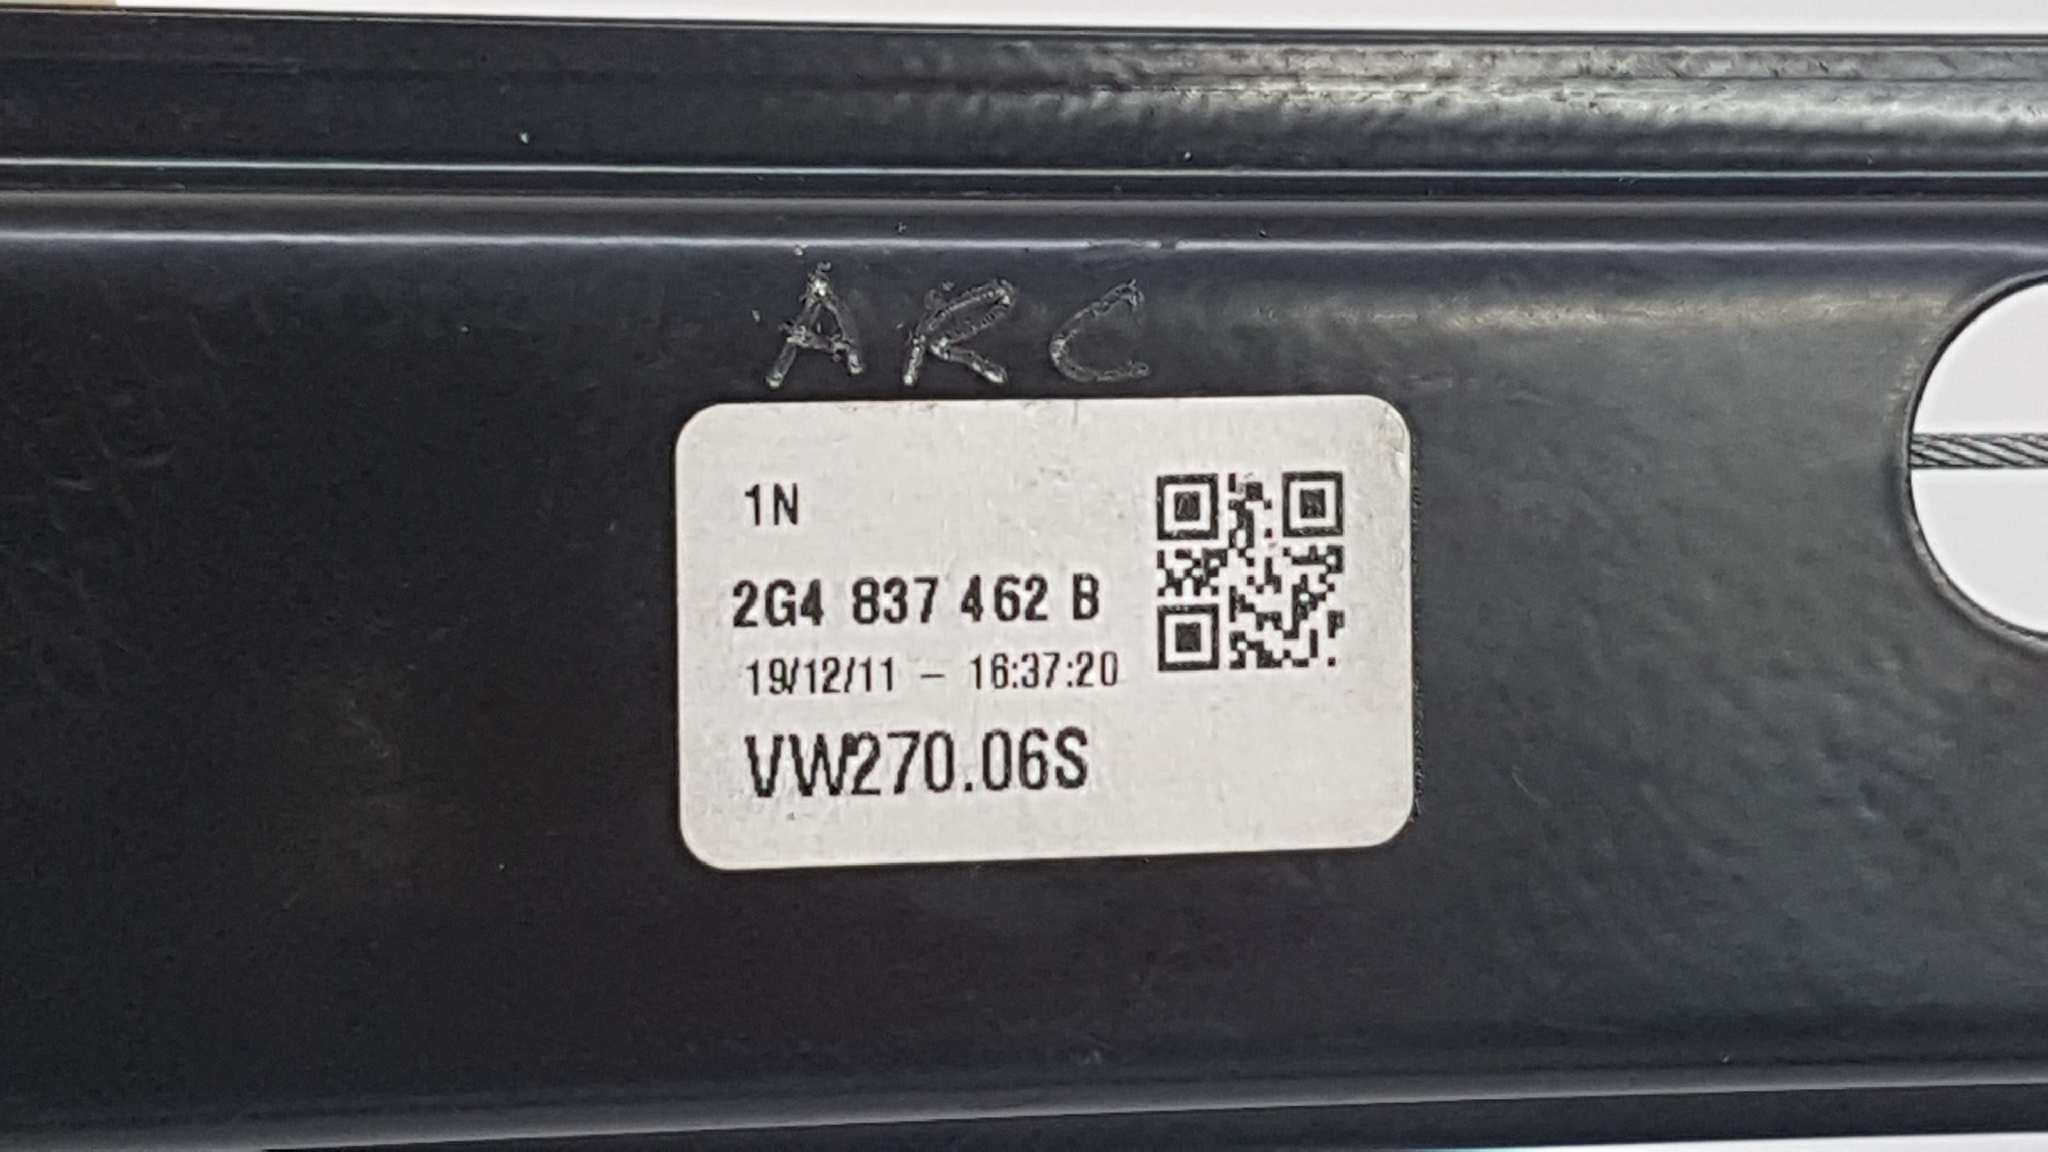 ARC
1N
2G4 837 462 B
19/12/11 - 16:37:20
VW270.06S